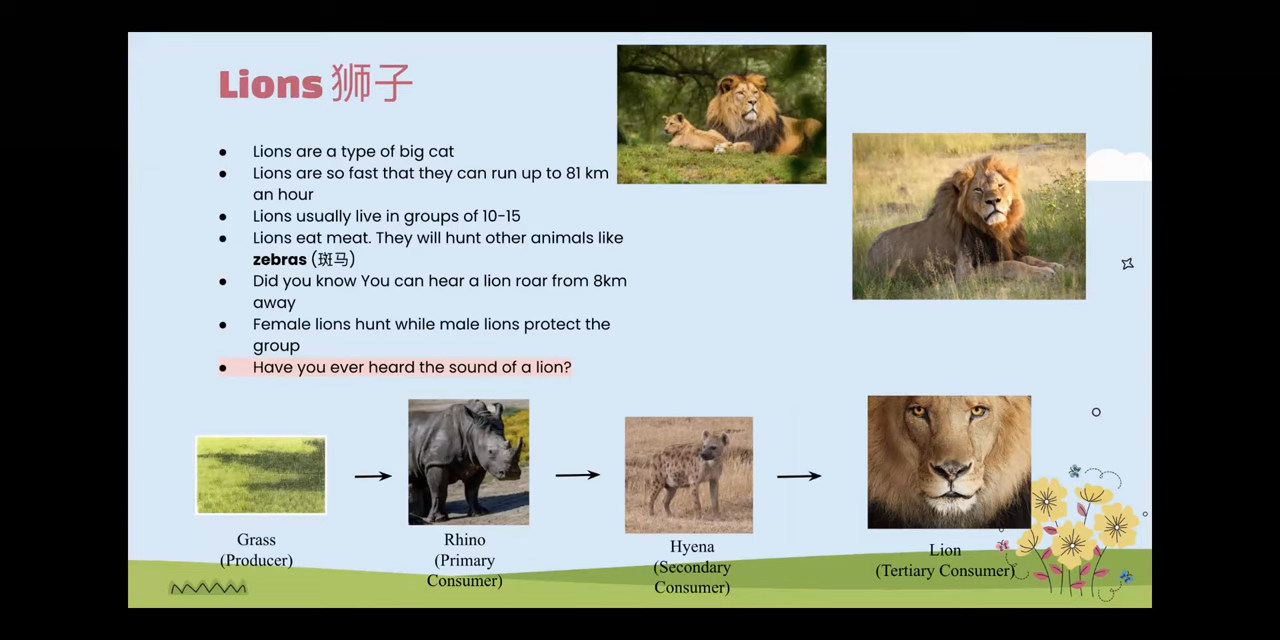 Lions 狮子
● Lions are a type of big cat
● Lions are so fast that they can run up to 81 km
an hour
● Lions usually live in groups of 10-15
● Lions eat meat. They will hunt other animals like
zebras (斑马)
● Did you know You can hear a lion roar from 8km
away
● Female lions hunt while male lions protect the
group
● Have you ever heard the sound of a lion?
Grass
(Producer)
Rhino
(Primary
Consumer)
Hyena
(Secondary
Consumer)
Lion
(Tertiary Consumer)